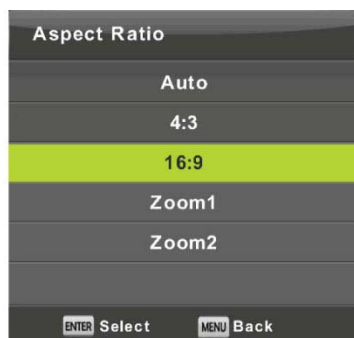 Aspect Ratio
Auto
4:3
16:9
Zoom1
Zoom2
ENTER Select MENU Back